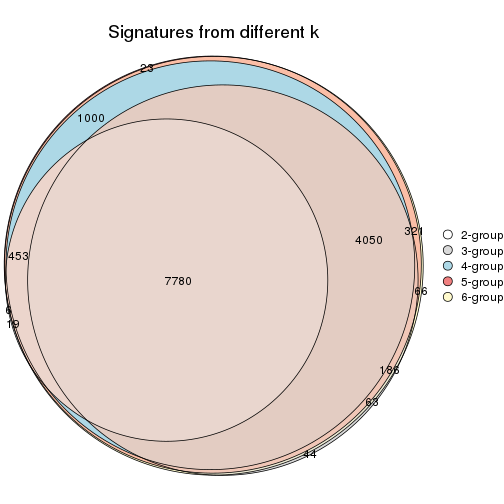 Signatures from different k
23
1000
321
4050
2-group
3-group
4-group
5-group
6-group
453
7780
66
6
19
186
63
44